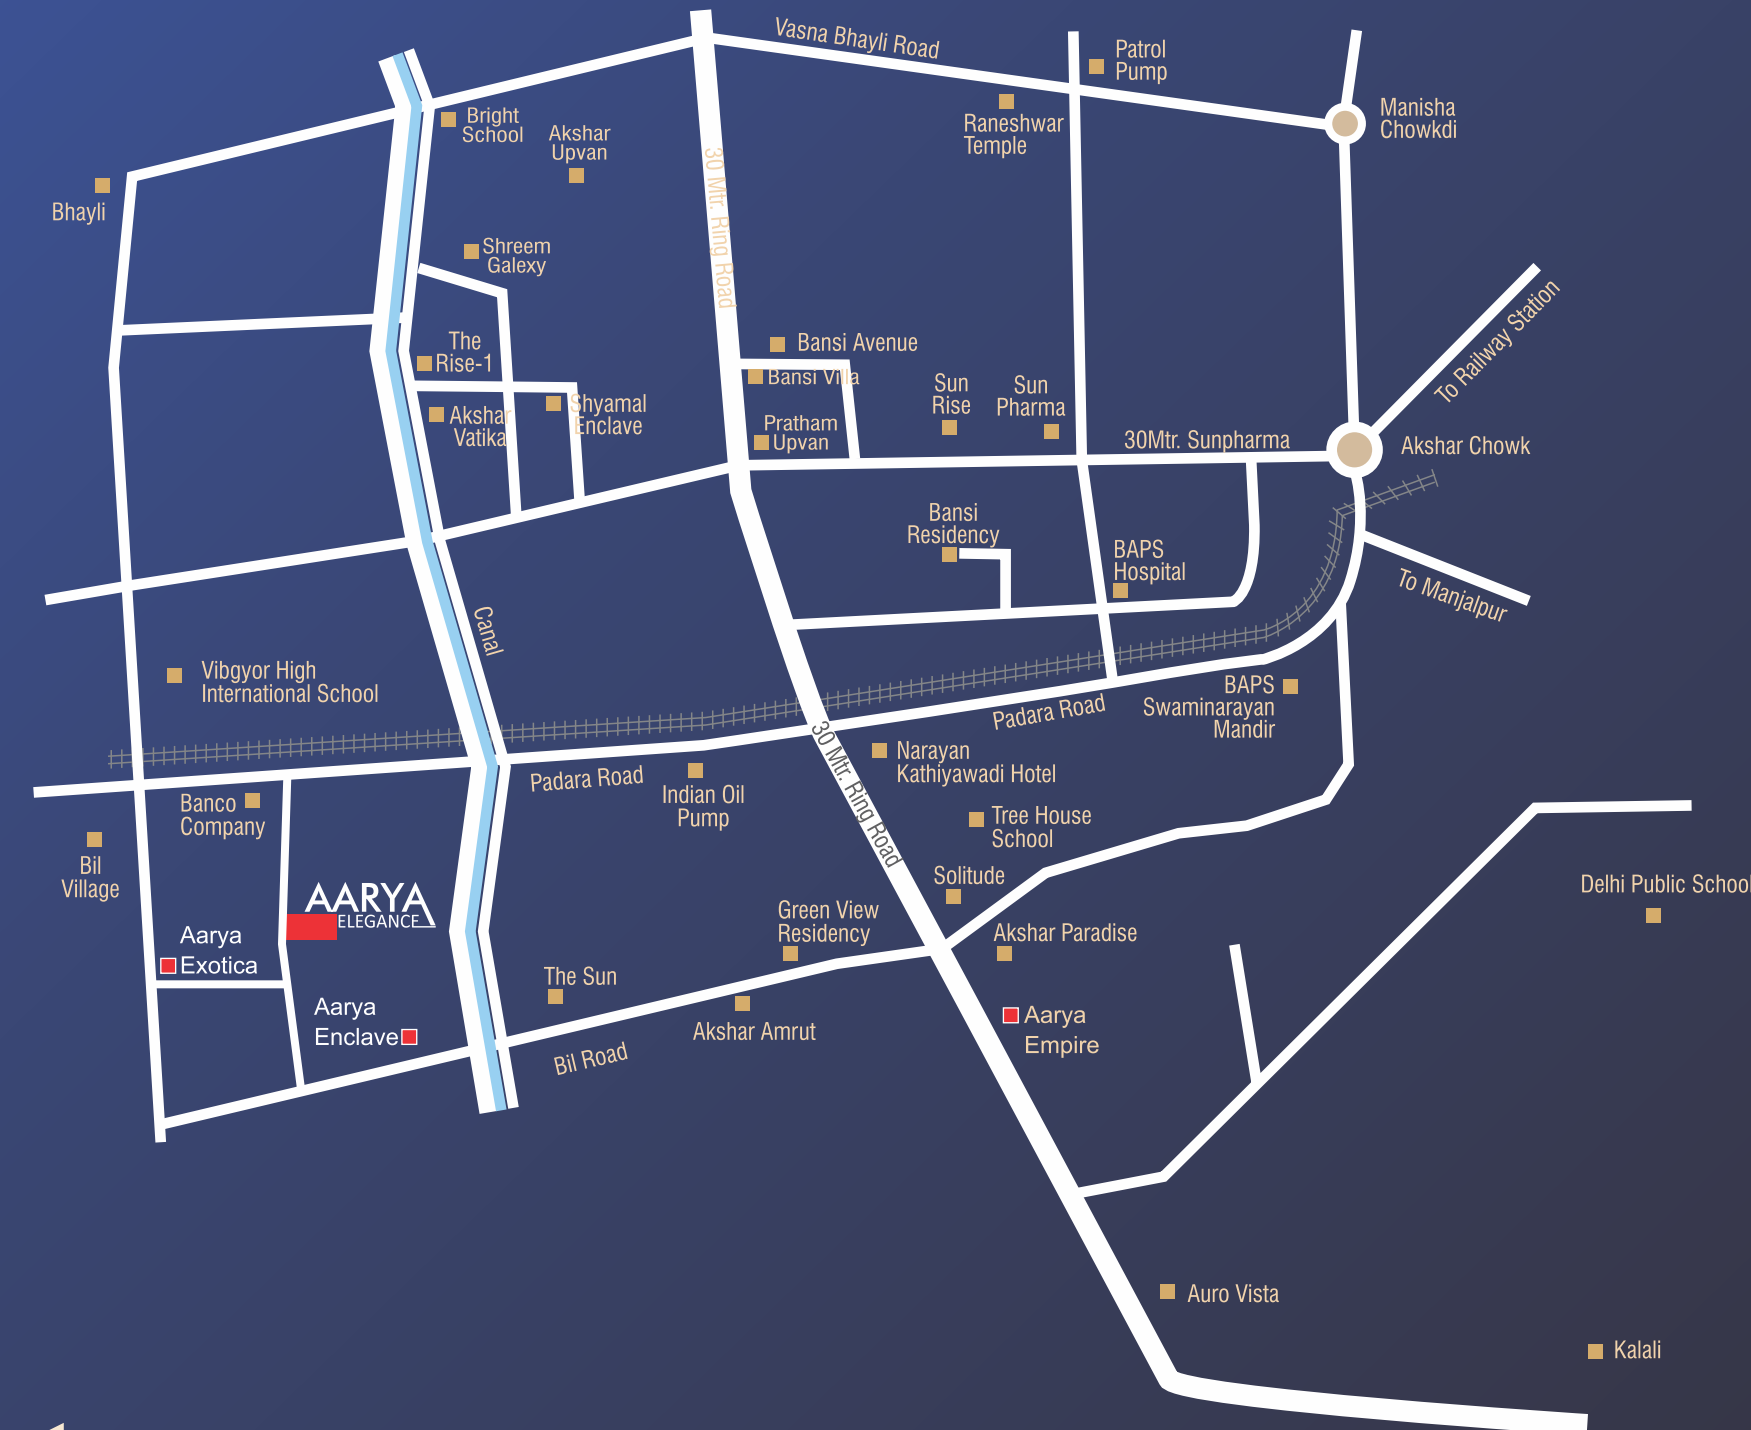 Vasna Bhayli Road
Patrol
Pump
Manisha
Chowkdi
Raneshwar
Temple
Bright
School
Akshar
Upvan
Bhayli
30 Mtr. Ring Road
Shreem
Galexy
To Railway Station
The
Rise-1
Bansi Avenue
Bansi Villa
Sun
Rise
Sun
Pharma
Akshar
Vatika
Shyamal
Enclave
Pratham
Upvan
30Mtr. Sunpharma
Akshar Chowk
Bansi
Residency
BAPS
Hospital
To Manjalpur
Canal
Vibgyor High
International School
BAPS
Swaminarayan
Mandir
Padara Road
30 Mtr. Ring Road
Narayan
Kathiyawadi Hotel
Padara Road
Indian Oil
Pump
Banco
Company
Tree House
School
Bil
Village
Solitude
Delhi Public School
AARYA
ELEGANCE
Green View
Residency
Akshar Paradise
Aarya
Exotica
The Sun
Aarya
Enclave
Akshar Amrut
Aarya
Empire
Bil Road
Auro Vista
Kalali